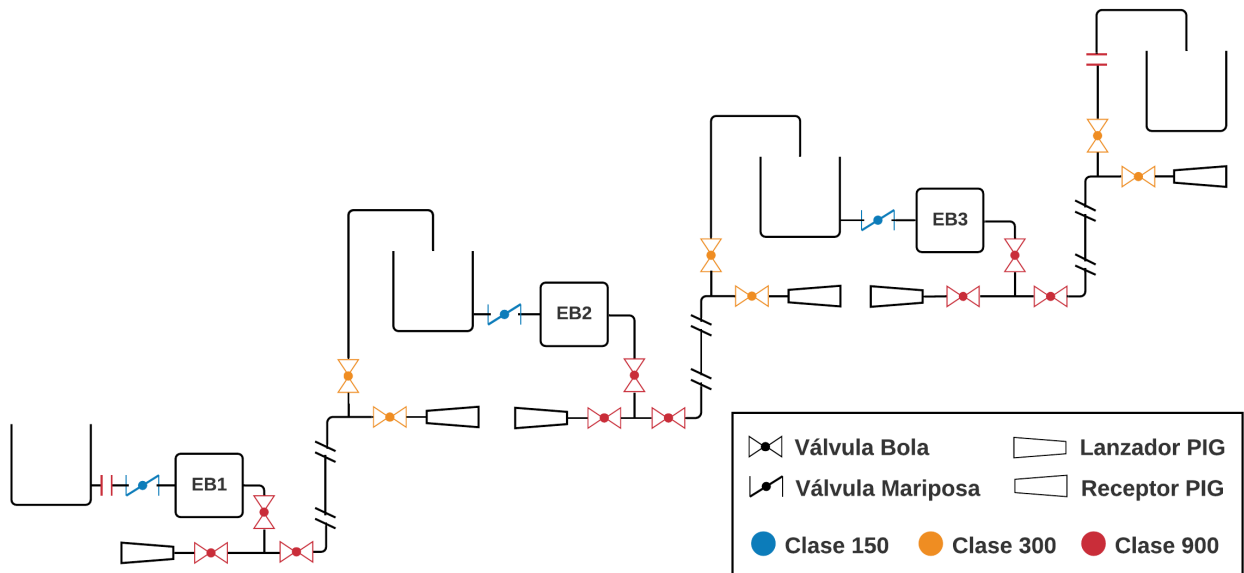 EB3
EB2
EB1
Válvula Bola
Lanzador PIG
Válvula Mariposa
Receptor PIG
Clase 150
Clase 300
Clase 900